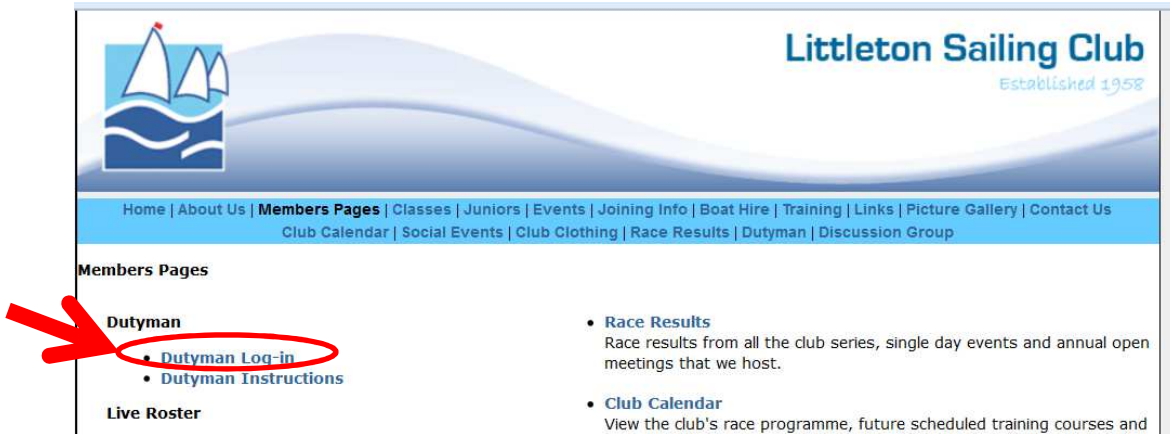 Littleton Sailing Club
Established 1958
Home | About Us | Members Pages | Classes | Juniors | Events | Joining Info | Boat Hire | Training | Links | Picture Gallery | Contact Us
Club Calendar | Social Events | Club Clothing | Race Results | Dutyman | Discussion Group
Members Pages
Dutyman
• Dutyman Log-in
• Dutyman Instructions
Live Roster
• Race Results
Race results from all the club series, single day events and annual open
meetings that we host.
• Club Calendar
View the club's race programme, future scheduled training courses and